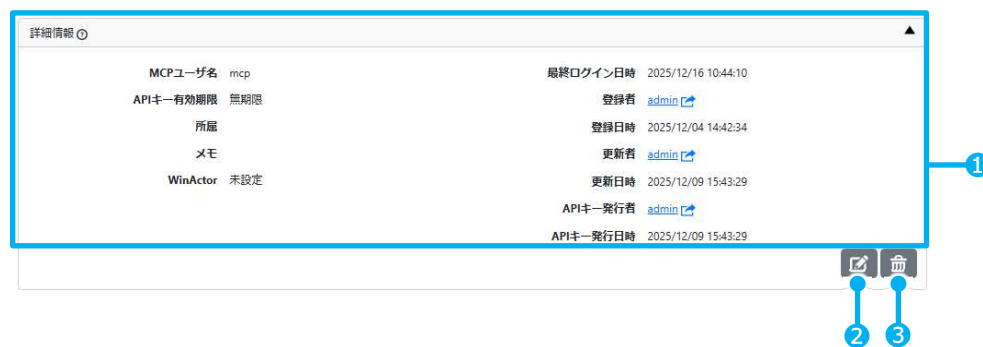 詳細情報
MCPユーザ名 mcp
APIキー有効期限 無期限
所属
メモ
WinActor 未設定
最終ログイン日時 2025/12/16 10:44:10
登録者 admin
登録日時 2025/12/04 14:42:34
更新者 admin
更新日時 2025/12/09 15:43:29
APIキー発行者 admin
APIキー発行日時 2025/12/09 15:43:29
1
2
3